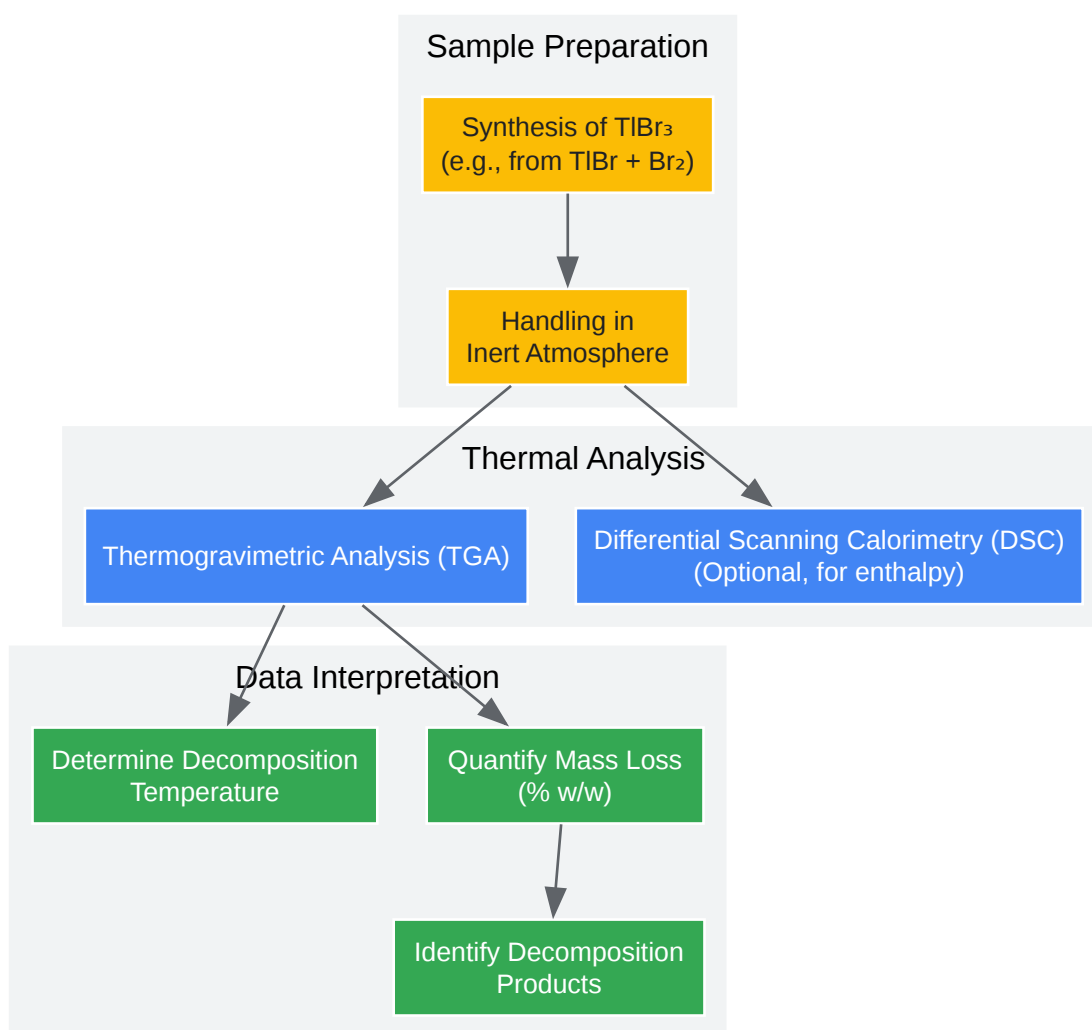 Sample Preparation
Synthesis of TlBr₃
(e.g., from TlBr + Br₂)
Handling in
Inert Atmosphere
Thermal Analysis
Thermogravimetric Analysis (TGA)
Differential Scanning Calorimetry (DSC)
(Optional, for enthalpy)
Data Interpretation
Determine Decomposition
Temperature
Quantify Mass Loss
(% w/w)
Identify Decomposition
Products